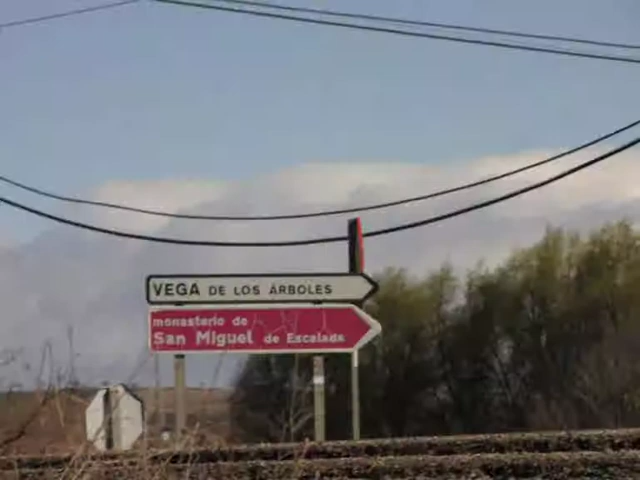 VEGA DE LOS ÁRBOLES
monasterio de
San Miguel de Escalada